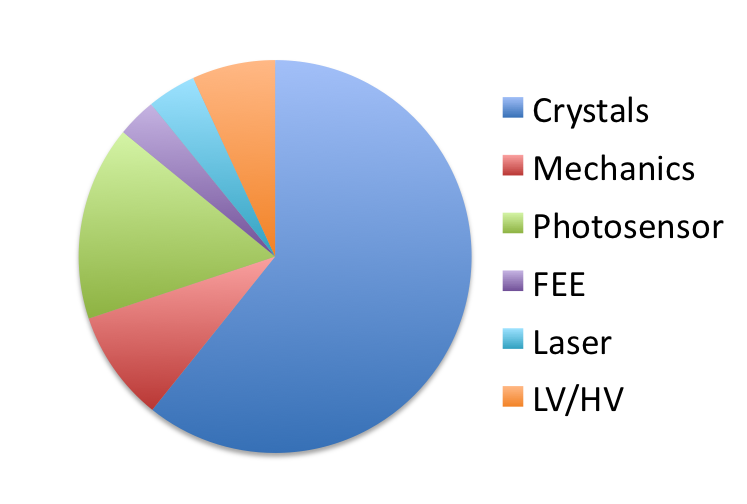 Crystals
Mechanics
Photosensor
FEE
Laser
LV/HV